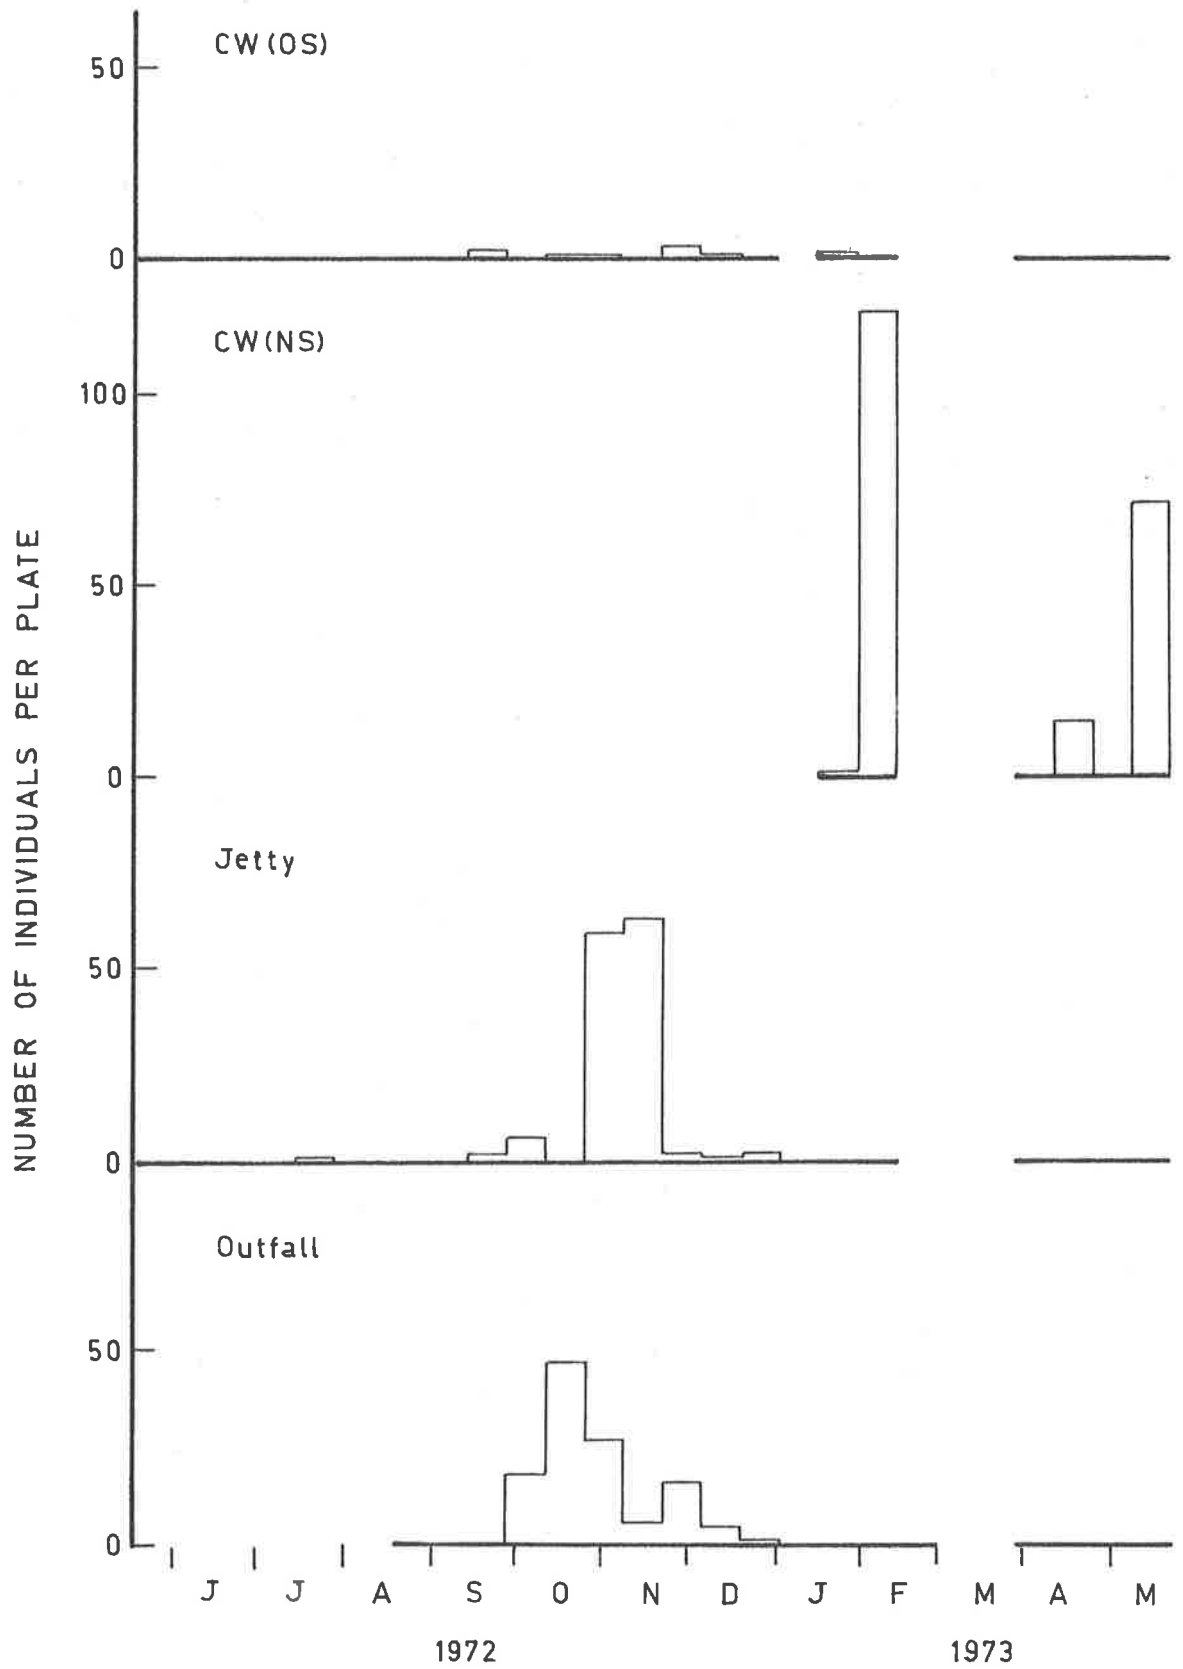 CW(OS)
50
0
CW(NS)
100
50
0
Jetty
50
0
Outfall
50
0
NUMBER OF INDIVIDUALS PER PLATE
J J A S O N D J F M A M
1972 1973